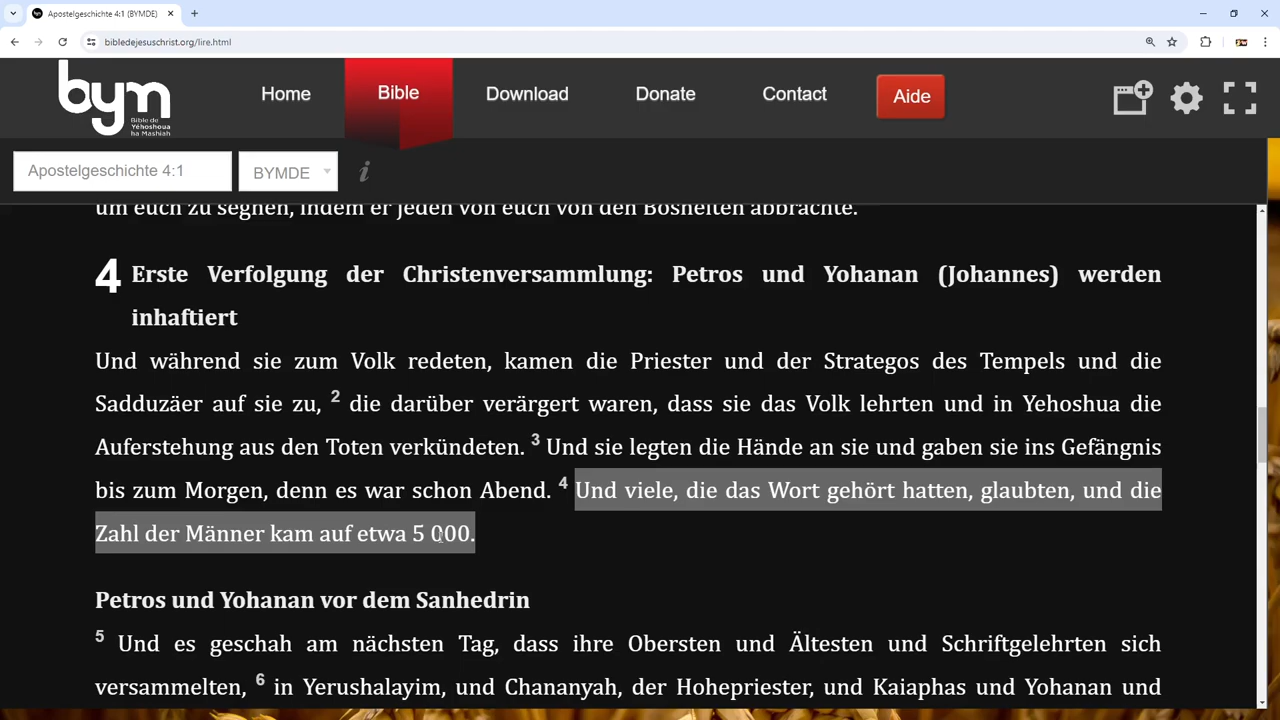 Apostelgeschichte 4:1 (BYMDE)
bibledejesuschrist.org/lire.html
bym
Bible de
Yéhoshoua
ha Mashiah
Home
Bible
Download
Donate
Contact
Aide
Apostelgeschichte 4:1
BYMDE
i
um euch zu segnen, indem er jeden von euch von den Bosheiten abbrachte.
4 Erste Verfolgung der Christenversammlung: Petros und Yohanan (Johannes) werden
inhaftiert
Und während sie zum Volk redeten, kamen die Priester und der Strategos des Tempels und die
Sadduzäer auf sie zu, 2 die darüber verärgert waren, dass sie das Volk lehrten und in Yehoshua die
Auferstehung aus den Toten verkündeten. 3 Und sie legten die Hände an sie und gaben sie ins Gefängnis
bis zum Morgen, denn es war schon Abend. 4 Und viele, die das Wort gehört hatten, glaubten, und die
Zahl der Männer kam auf etwa 5 000.
Petros und Yohanan vor dem Sanhedrin
5 Und es geschah am nächsten Tag, dass ihre Obersten und Ältesten und Schriftgelehrten sich
versammelten, 6 in Yerushalayim, und Chananyah, der Hohepriester, und Kaiaphas und Yohanan und